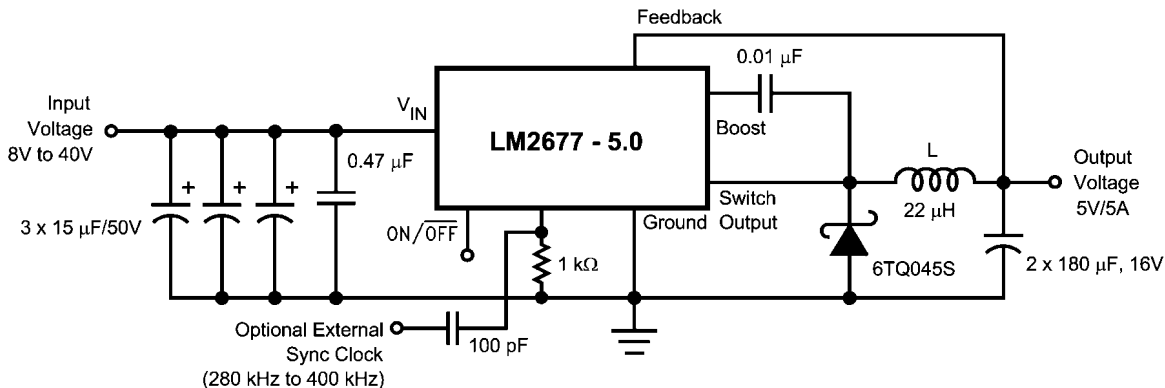 Feedback
0.01 μF
Input
Voltage
8V to 40V
V_IN
LM2677 - 5.0
Boost
0.47 μF
L
Output
Voltage
5V/5A
Switch
Output
Ground
22 μH
3 x 15 μF/50V
ON/O̅F̅F̅
1 kΩ
6TQ045S
2 x 180 μF, 16V
+
+
+
Optional External
Sync Clock
(280 kHz to 400 kHz)
100 pF